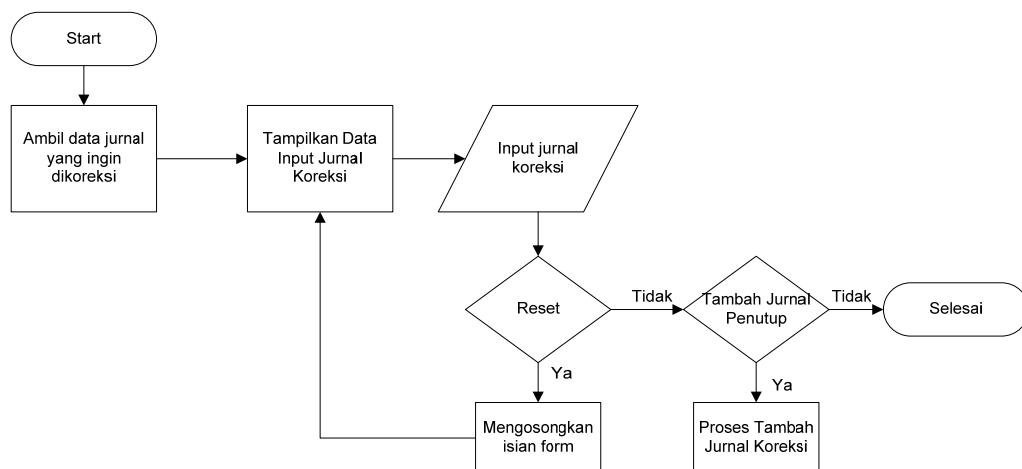 Start
Ambil data jurnal
yang ingin
dikoreksi
Tampilkan Data
Input Jurnal
Koreksi
Input jurnal
koreksi
Reset
Tidak
Tambah Jurnal
Penutup
Tidak
Selesai
Ya
Ya
Mengosongkan
isian form
Proses Tambah
Jurnal Koreksi